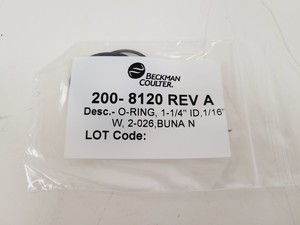 BECKMAN
COULTER.
200- 8120 REV A
Desc.- O-RING, 1-1/4" ID,1/16"
W, 2-026,BUNA N
LOT Code: